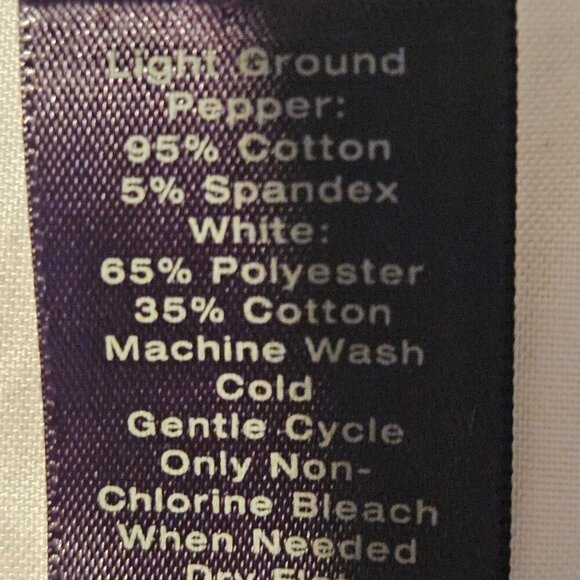 Light Ground
Pepper:
95% Cotton
5% Spandex
White:
65% Polyester
35% Cotton
Machine Wash
Cold
Gentle Cycle
Only Non-
Chlorine Bleach
When Needed
Dry